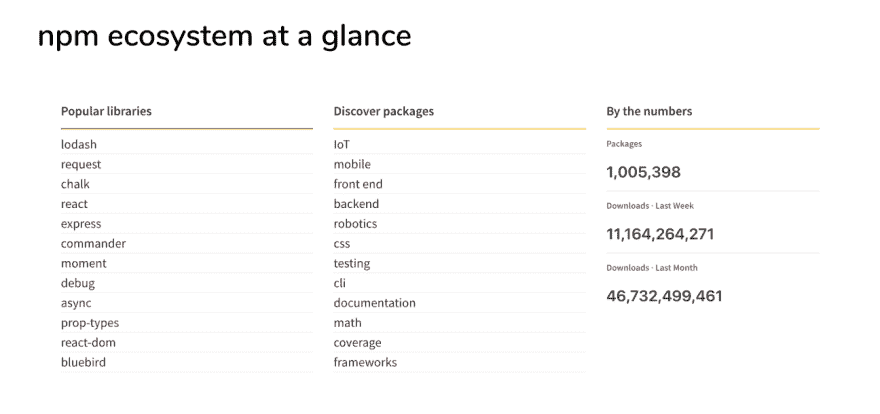 npm ecosystem at a glance
Popular libraries
lodash
request
chalk
react
express
commander
moment
debug
async
prop-types
react-dom
bluebird
Discover packages
IoT
mobile
front end
backend
robotics
css
testing
cli
documentation
math
coverage
frameworks
By the numbers
Packages
1,005,398
Downloads · Last Week
11,164,264,271
Downloads · Last Month
46,732,499,461